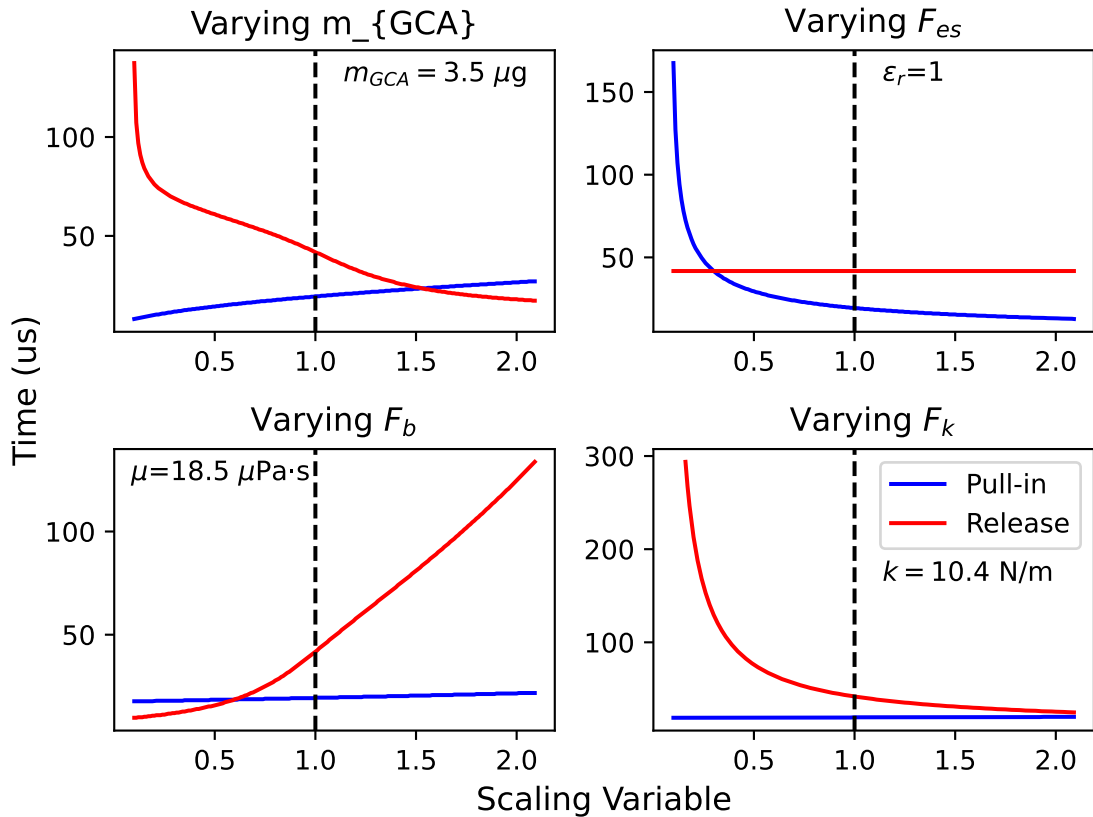 Varying m_{GCA}
Varying F_es
m_GCA = 3.5 μg
ε_r=1
100
50
0.5 1.0 1.5 2.0
150
100
50
0.5 1.0 1.5 2.0
Time (us)
Varying F_b
Varying F_k
μ=18.5 μPa·s
100
50
0.5 1.0 1.5 2.0
300
200
100
Pull-in
Release
k = 10.4 N/m
0.5 1.0 1.5 2.0
Scaling Variable